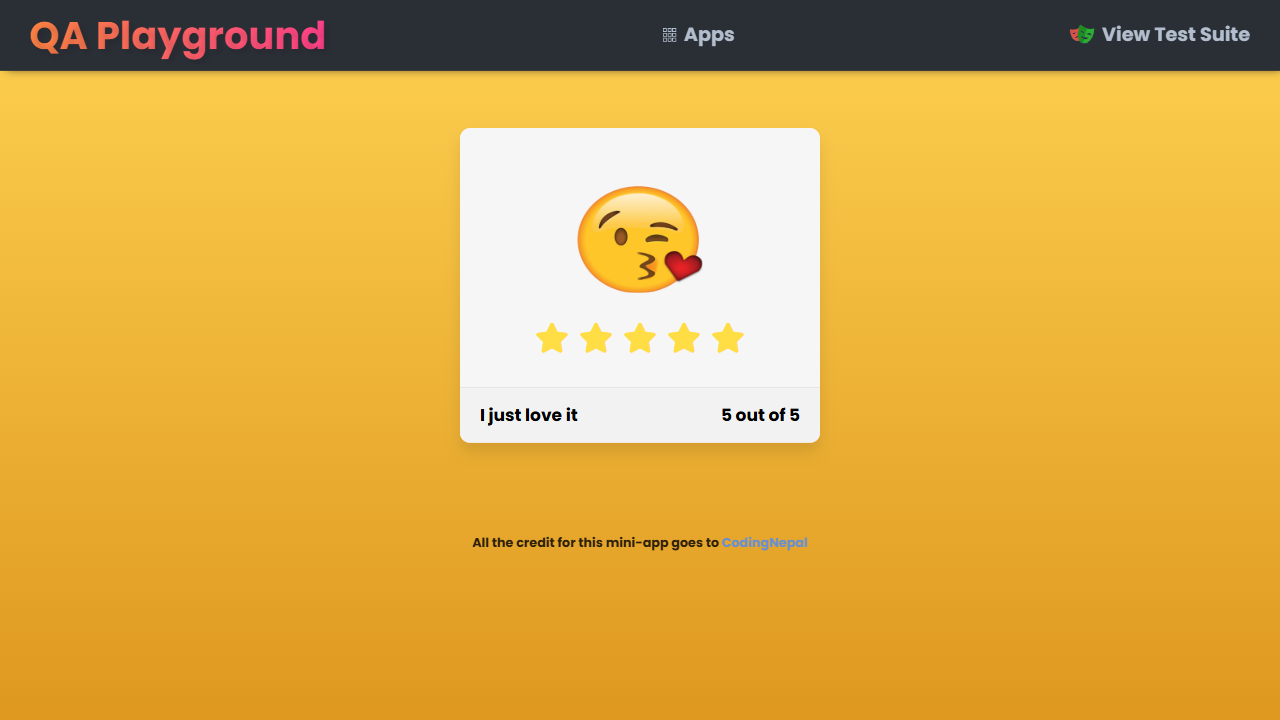 QA Playground
Apps
View Test Suite
I just love it
5 out of 5
All the credit for this mini-app goes to CodingNepal